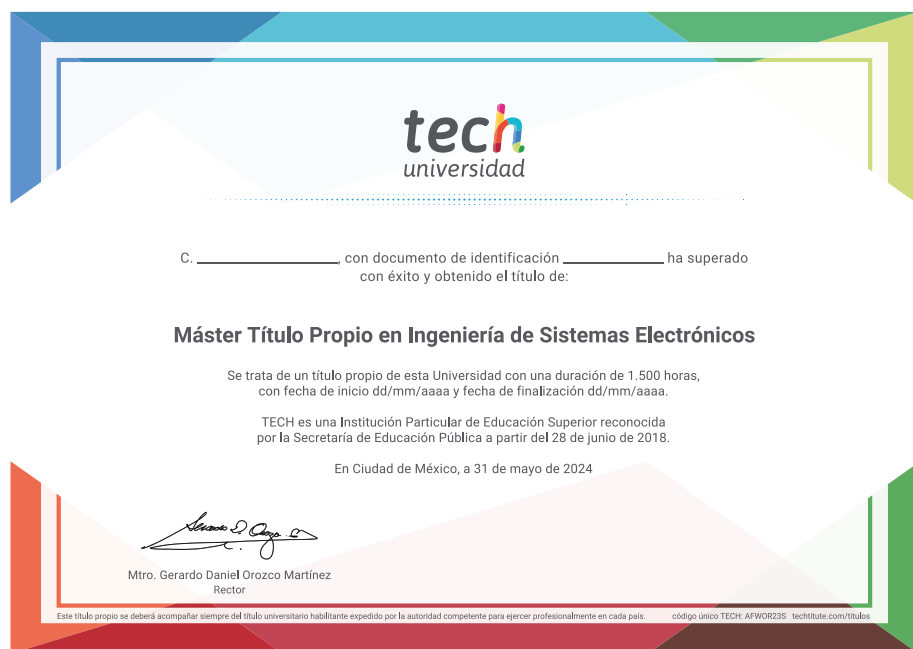 tech
universidad
C. ____________, con documento de identificación ____________ ha superado
con éxito y obtenido el título de:
Máster Título Propio en Ingeniería de Sistemas Electrónicos
Se trata de un título propio de esta Universidad con una duración de 1.500 horas,
con fecha de inicio dd/mm/aaaa y fecha de finalización dd/mm/aaaa.
TECH es una Institución Particular de Educación Superior reconocida
por la Secretaría de Educación Pública a partir del 28 de junio de 2018.
En Ciudad de México, a 31 de mayo de 2024
Mtro. Gerardo Daniel Orozco Martínez
Rector
Este título propio se deberá acompañar siempre del título universitario habilitante expedido por la autoridad competente para ejercer profesionalmente en cada país. código único TECH: AFWOR23S techtitute.com/titulos